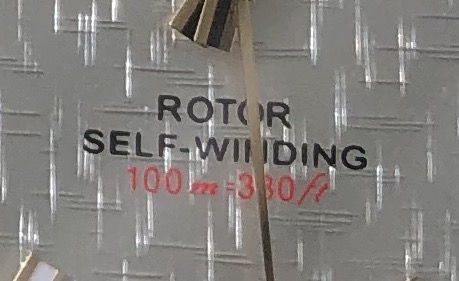 ROTOR
SELF-WINDING
100m=330ft